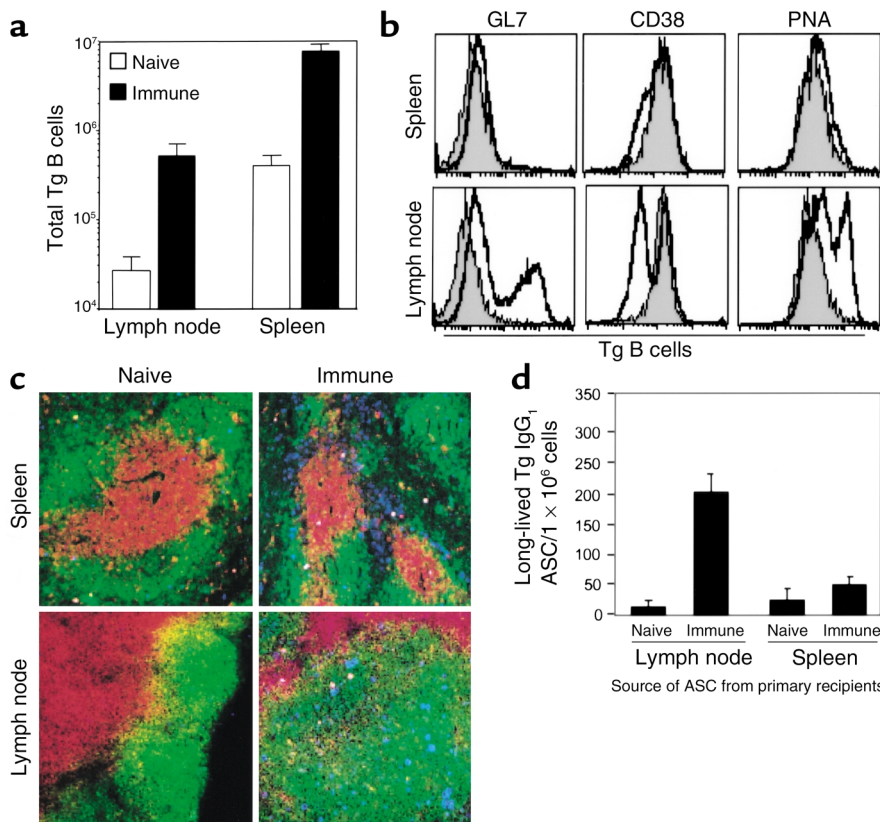 a
Total Tg B cells
10⁷
10⁶
10⁵
10⁴
Naive
Immune
Lymph node
Spleen
b
GL7
CD38
PNA
Spleen
Lymph node
Tg B cells
c
Naive
Immune
Spleen
Lymph node
d
Long-lived Tg IgG₁
ASC/1 × 10⁶ cells
350
300
250
200
150
100
50
0
Naive Immune Naive Immune
Lymph node Spleen
Source of ASC from primary recipients